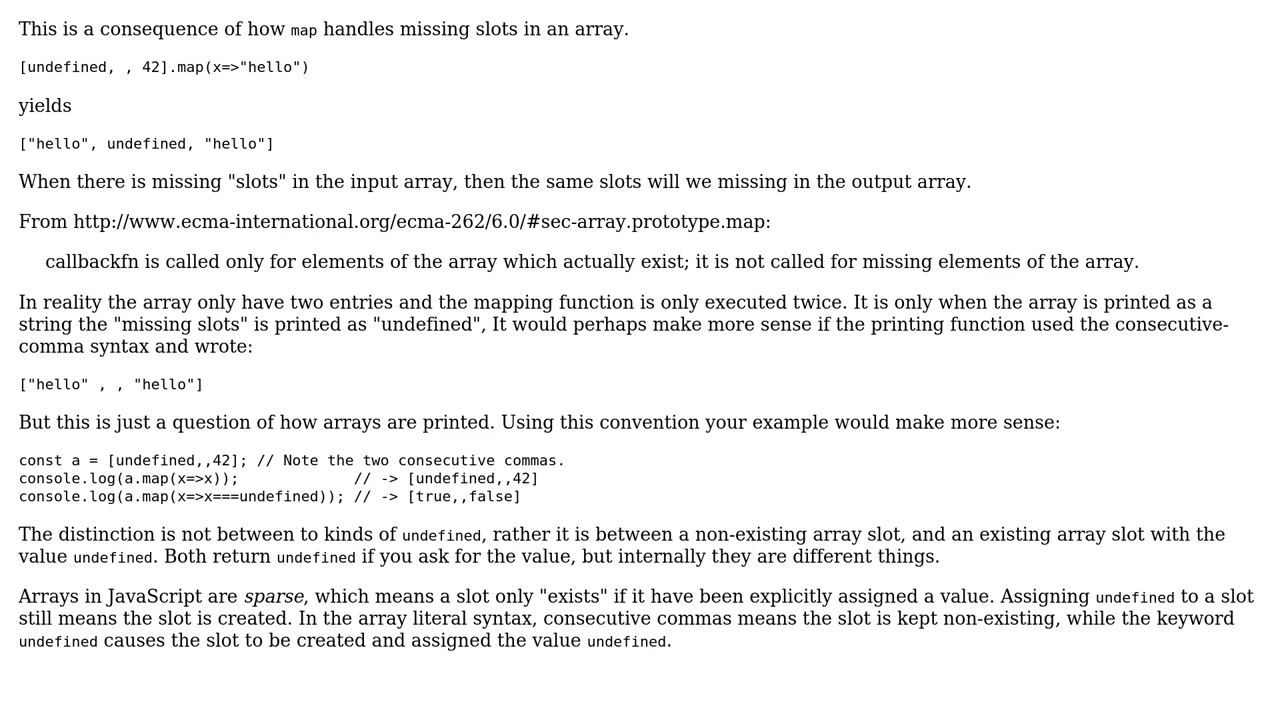 This is a consequence of how map handles missing slots in an array.
[undefined, , 42].map(x=>"hello")
yields
["hello", undefined, "hello"]
When there is missing "slots" in the input array, then the same slots will we missing in the output array.
From http://www.ecma-international.org/ecma-262/6.0/#sec-array.prototype.map:
callbackfn is called only for elements of the array which actually exist; it is not called for missing elements of the array.
In reality the array only have two entries and the mapping function is only executed twice. It is only when the array is printed as a
string the "missing slots" is printed as "undefined", It would perhaps make more sense if the printing function used the consecutive-
comma syntax and wrote:
["hello" , , "hello"]
But this is just a question of how arrays are printed. Using this convention your example would make more sense:
const a = [undefined,,42]; // Note the two consecutive commas.
console.log(a.map(x=>x));             // -> [undefined,,42]
console.log(a.map(x=>x===undefined)); // -> [true,,false]
The distinction is not between to kinds of undefined, rather it is between a non-existing array slot, and an existing array slot with the
value undefined. Both return undefined if you ask for the value, but internally they are different things.
Arrays in JavaScript are sparse, which means a slot only "exists" if it have been explicitly assigned a value. Assigning undefined to a slot
still means the slot is created. In the array literal syntax, consecutive commas means the slot is kept non-existing, while the keyword
undefined causes the slot to be created and assigned the value undefined.